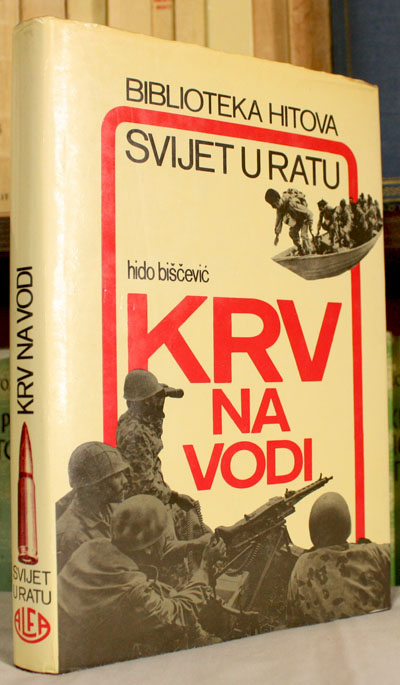 BIBLIOTEKA HITOVA
SVIJET U RATU
hido biščević
KRV
NA
VODI
KRV NA VODI
SVIJET
U RATU
ALFA